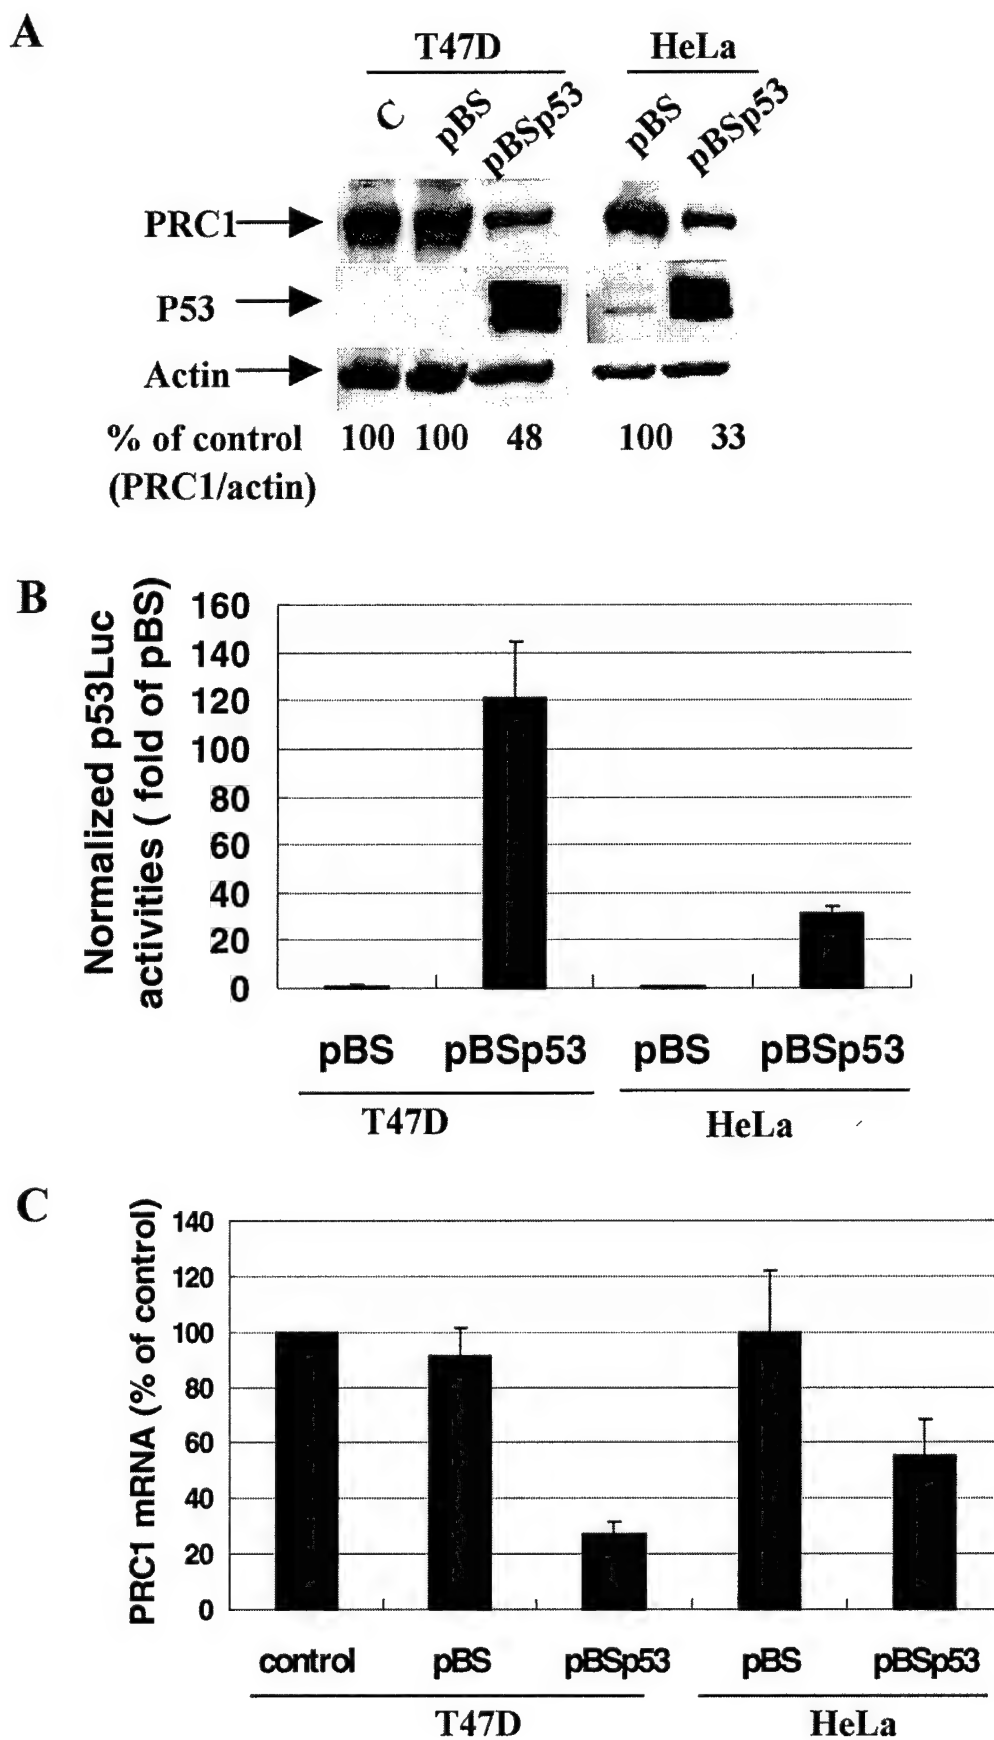 A
T47D
HeLa
C
pBS
pBSp53
pBS
pBSp53
PRC1
P53
Actin
% of control 100 100 48 100 33
(PRC1/actin)
B
Normalized p53Luc
activities ( fold of pBS)
160
140
120
100
80
60
40
20
0
pBS pBSp53 pBS pBSp53
T47D HeLa
C
PRC1 mRNA (% of control)
140
120
100
80
60
40
20
0
control pBS pBSp53 pBS pBSp53
T47D HeLa